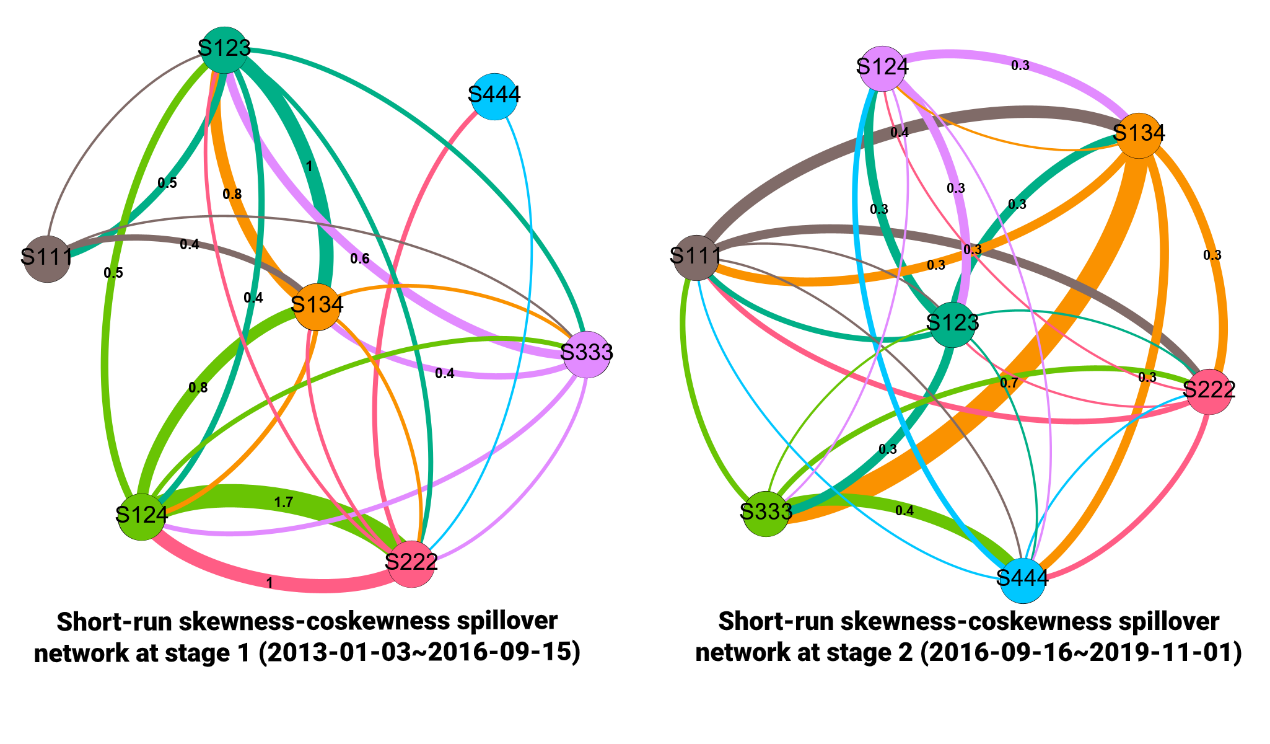 S123
S444
1
0.5
0.8
0.4
0.6
S111
0.5
0.4
S134
S333
0.4
0.8
1.7
S124
S222
1
Short-run skewness-coskewness spillover
network at stage 1 (2013-01-03~2016-09-15)
S124
0.3
S134
0.4
0.3
0.3
0.3
0.3
0.3
0.3
S111
S123
0.7
0.3
S222
0.3
S333
0.4
S444
Short-run skewness-coskewness spillover
network at stage 2 (2016-09-16~2019-11-01)